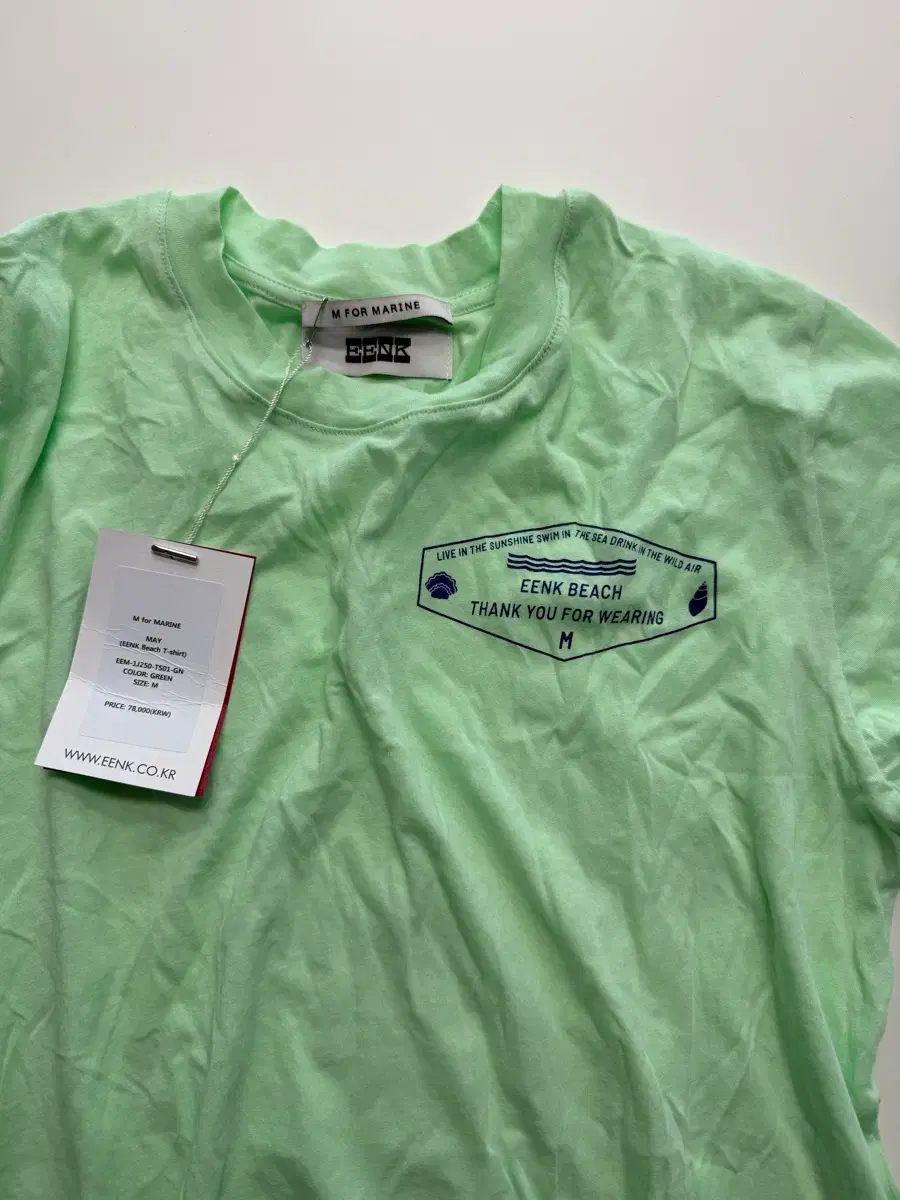 M FOR MARINE
EENK
LIVE IN THE SUNSHINE SWIM IN THE SEA DRINK IN THE WILD AIR
EENK BEACH
THANK YOU FOR WEARING
M
M for MARINE
MAY
(EENK Beach T-shirt)
EEM-1J250-TS01-GN
COLOR: GREEN
SIZE: M
PRICE: 78,000(KRW)
WWW.EENK.CO.KR